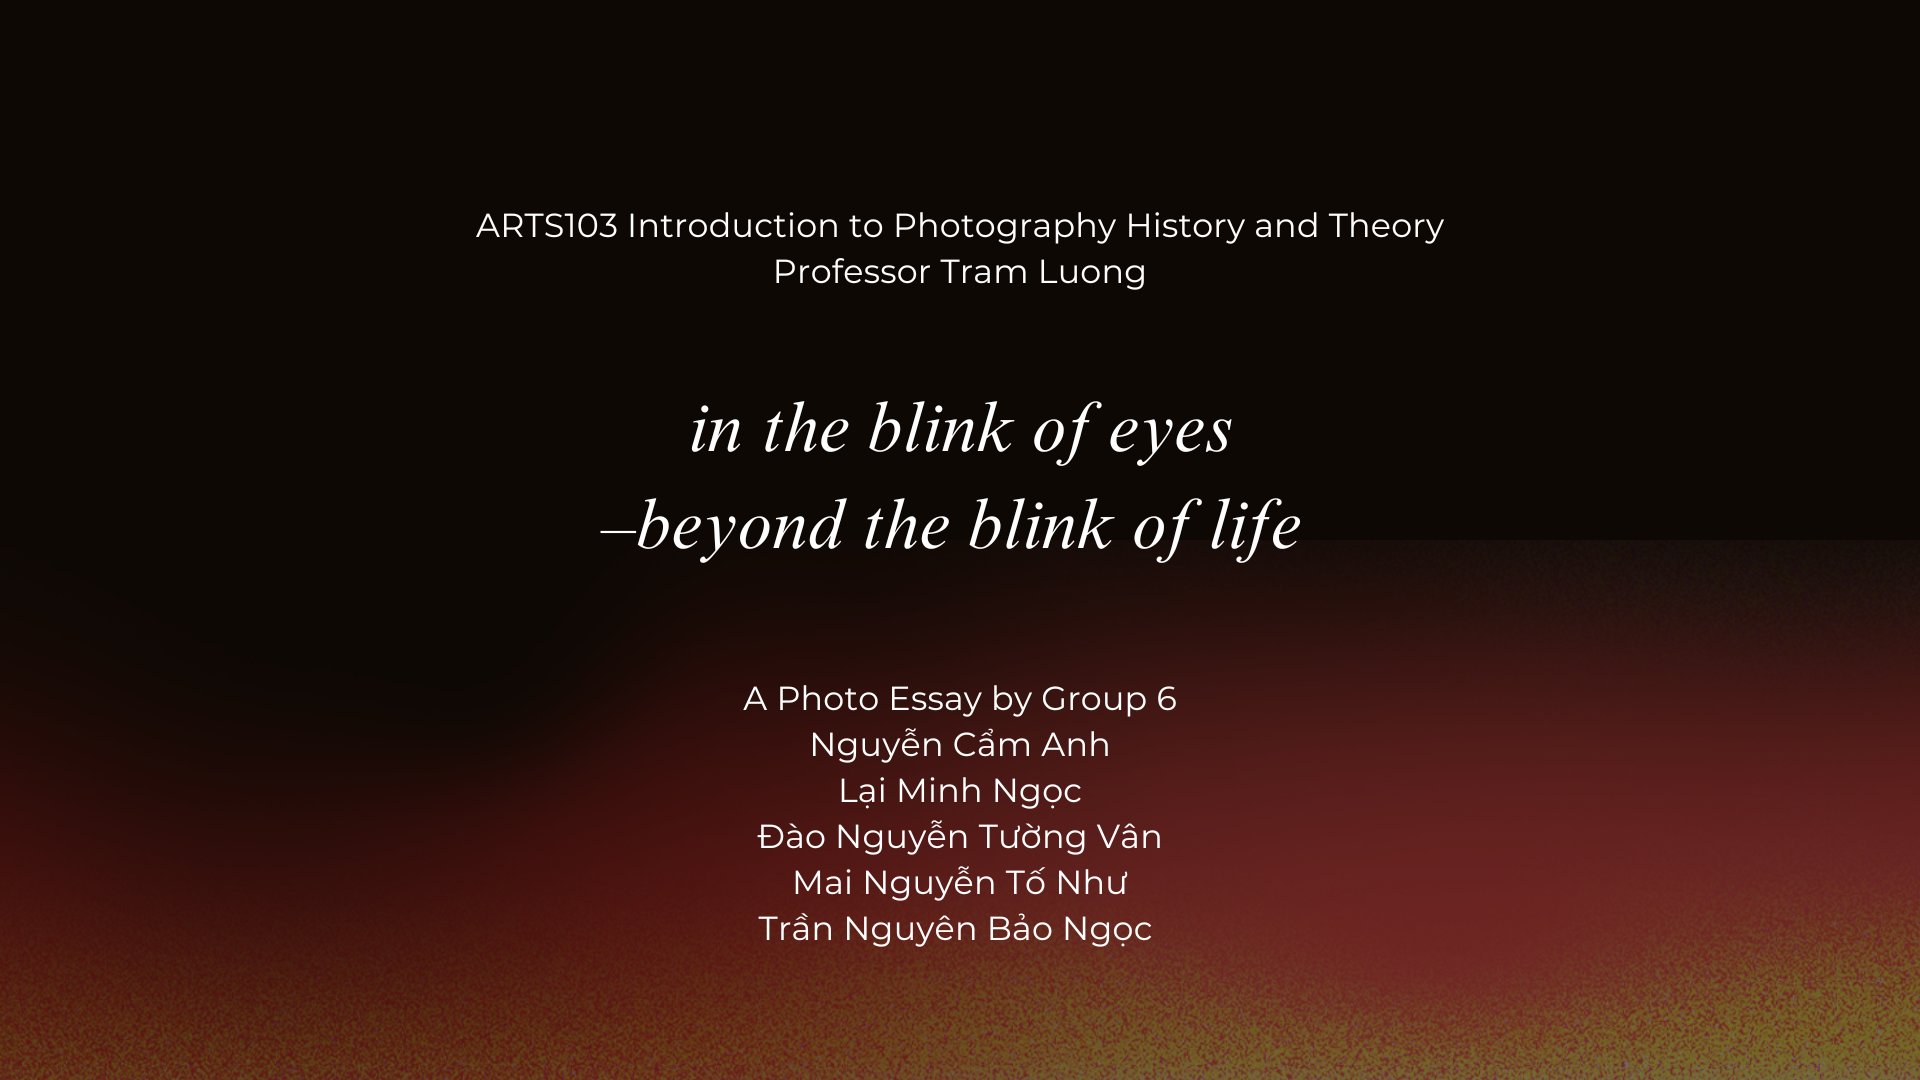 ARTS103 Introduction to Photography History and Theory
Professor Tram Luong
in the blink of eyes
–beyond the blink of life
A Photo Essay by Group 6
Nguyễn Cẩm Anh
Lại Minh Ngọc
Đào Nguyễn Tường Vân
Mai Nguyễn Tố Như
Trần Nguyên Bảo Ngọc